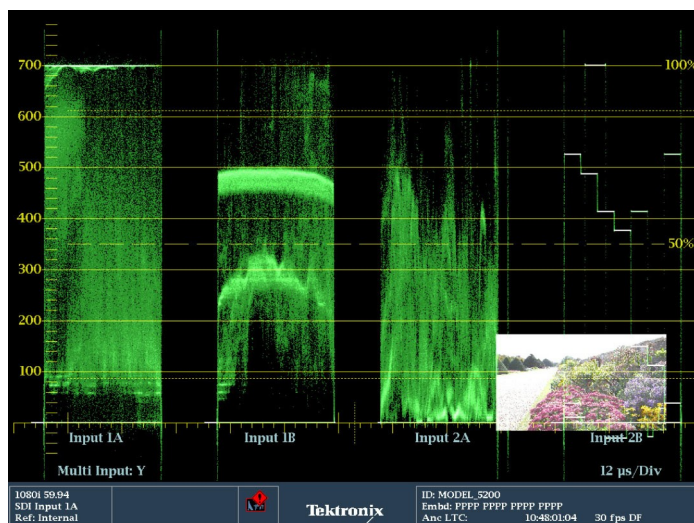 700
100%
600
500
400
50%
300
200
100
Input 1A
Input 1B
Input 2A
Input 2B
Multi Input: Y
12 µs/Div
1080i 59.94
SDI Input 1A
Ref: Internal
Tektronix
ID: MODEL_5200
Embd: PPPP PPPP PPPP PPPP
Anc LTC: 10:48:01:04 30 fps DF